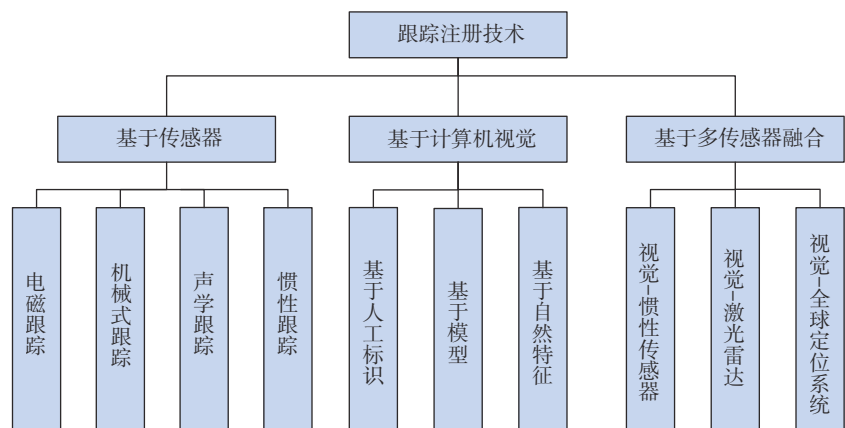 跟踪注册技术
基于传感器
基于计算机视觉
基于多传感器融合
电磁跟踪
机械式跟踪
声学跟踪
惯性跟踪
基于人工标识
基于模型
基于自然特征
视觉-惯性传感器
视觉-激光雷达
视觉-全球定位系统